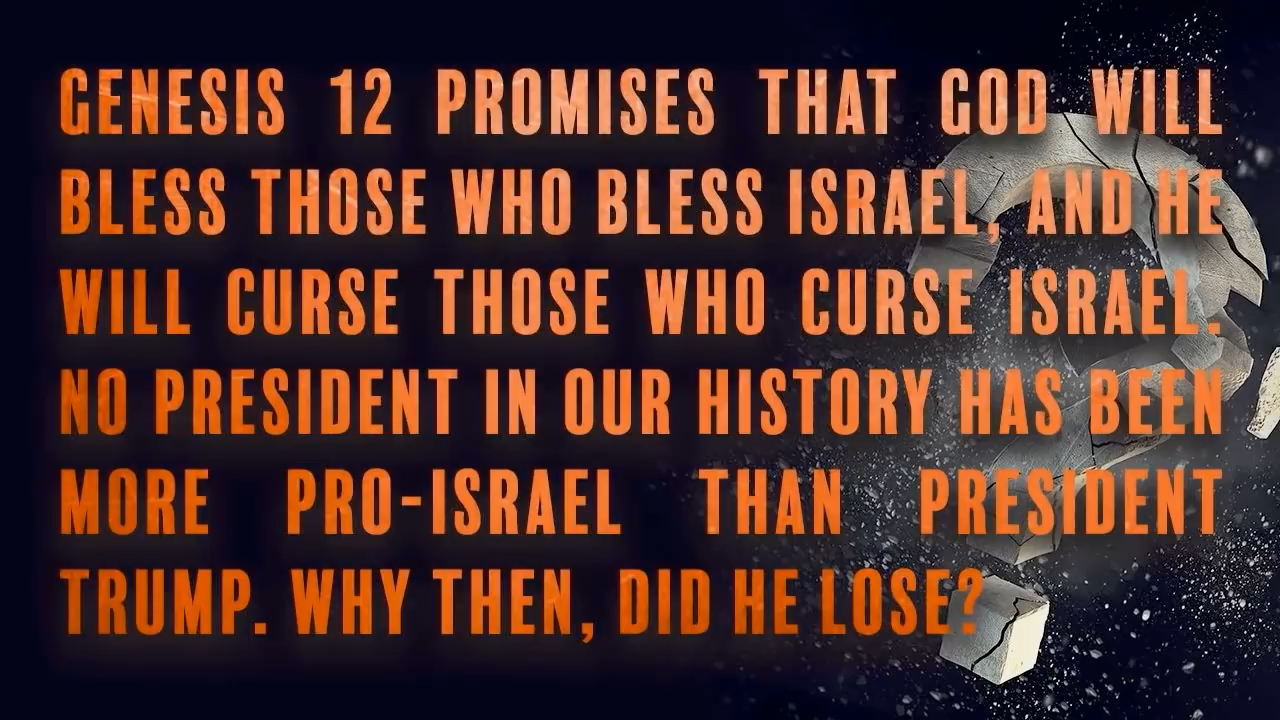 GENESIS 12 PROMISES THAT GOD WILL
BLESS THOSE WHO BLESS ISRAEL, AND HE
WILL CURSE THOSE WHO CURSE ISRAEL.
NO PRESIDENT IN OUR HISTORY HAS BEEN
MORE PRO-ISRAEL THAN PRESIDENT
TRUMP. WHY THEN, DID HE LOSE?